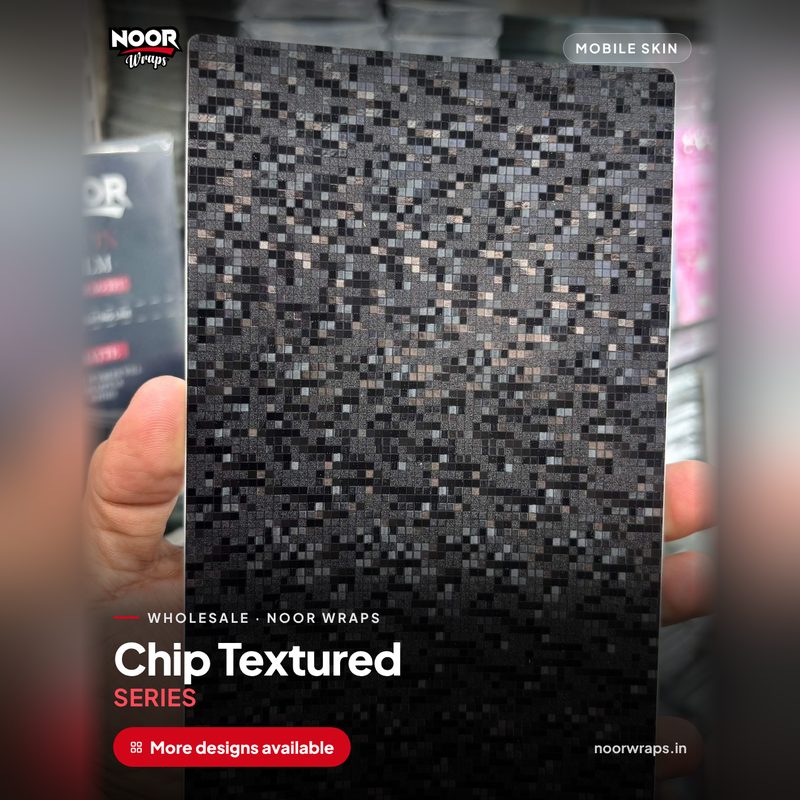 NOOR
Wraps
MOBILE SKIN
WHOLESALE · NOOR WRAPS
Chip Textured
SERIES
More designs available
noorwraps.in